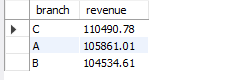 branch revenue
C 110490.78
A 105861.01
B 104534.61